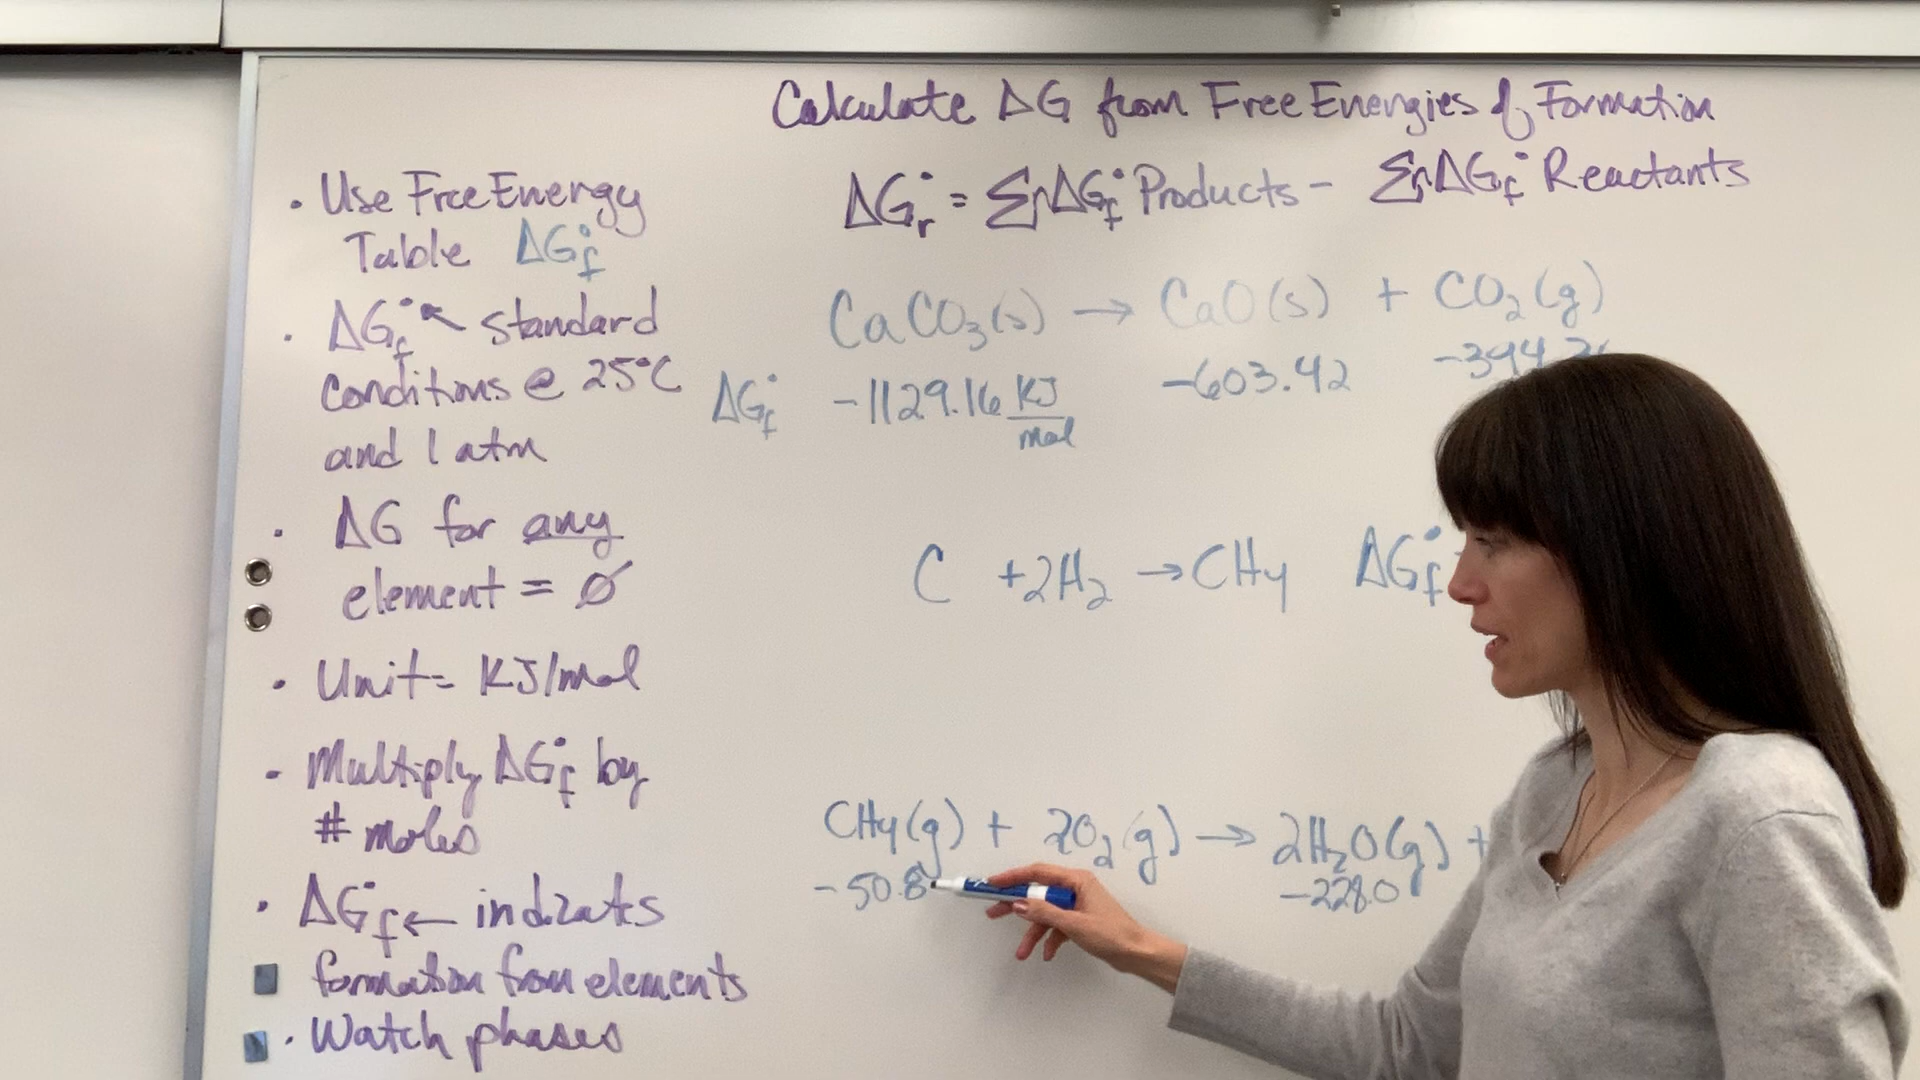 Calculate ΔG from Free Energies of Formation
ΔG°r = ΣnΔG°f Products - ΣnΔG°f Reactants
• Use Free Energy
Table ΔG°f
• ΔG°f ↖ standard
conditions @ 25°C
and 1 atm
• ΔG for any
element = Ø
• Unit = KJ/mol
• Multiply ΔG°f by
# moles
• ΔG°f ← indicates
formation from elements
• Watch phases
CaCO₃(s) → CaO(s) + CO₂(g)
ΔG°f -1129.16 KJ/mol -603.42 -394.
C + 2H₂ → CH₄ ΔG°f
CH₄(g) + 2O₂(g) → 2H₂O(g) +
-50.8 -228.0